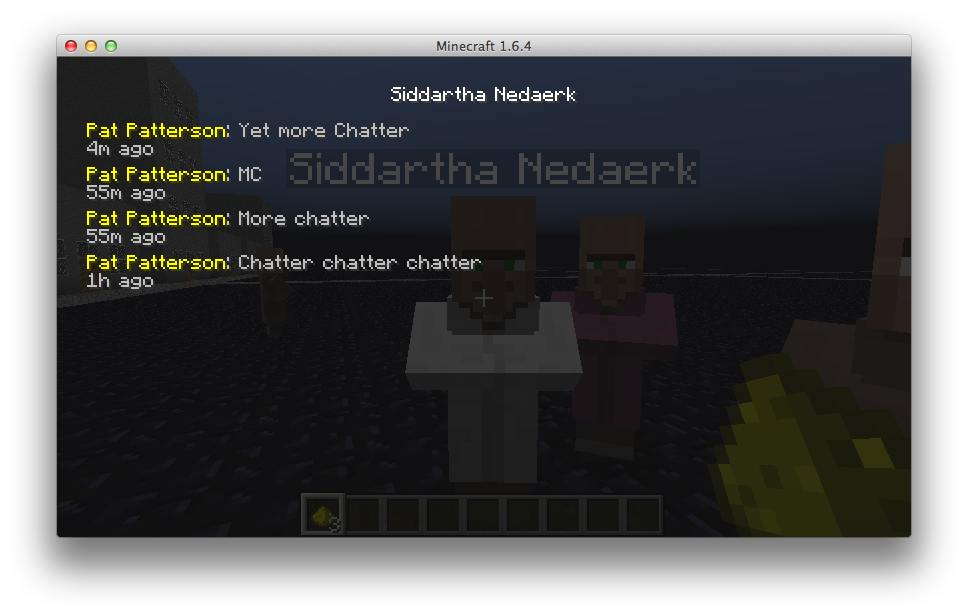 Minecraft 1.6.4
Siddartha Nedaerk
Pat Patterson: Yet more Chatter
4m ago
Siddartha Nedaerk
Pat Patterson: MC
55m ago
Pat Patterson: More chatter
55m ago
Pat Patterson: Chatter chatter chatter
1h ago
3